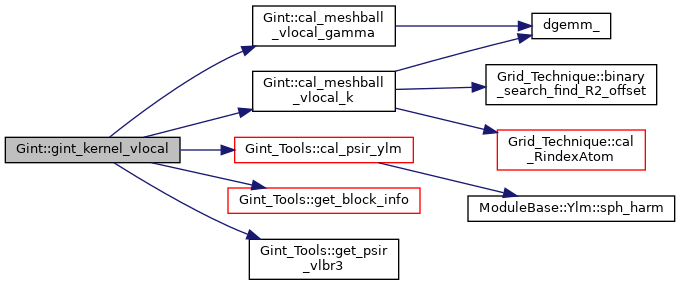 Gint::gint_kernel_vlocal
Gint::cal_meshball
_vlocal_gamma
Gint::cal_meshball
_vlocal_k
Gint_Tools::cal_psir_ylm
Gint_Tools::get_block_info
Gint_Tools::get_psir
_vlbr3
dgemm_
Grid_Technique::binary
_search_find_R2_offset
Grid_Technique::cal
_RindexAtom
ModuleBase::Ylm::sph_harm